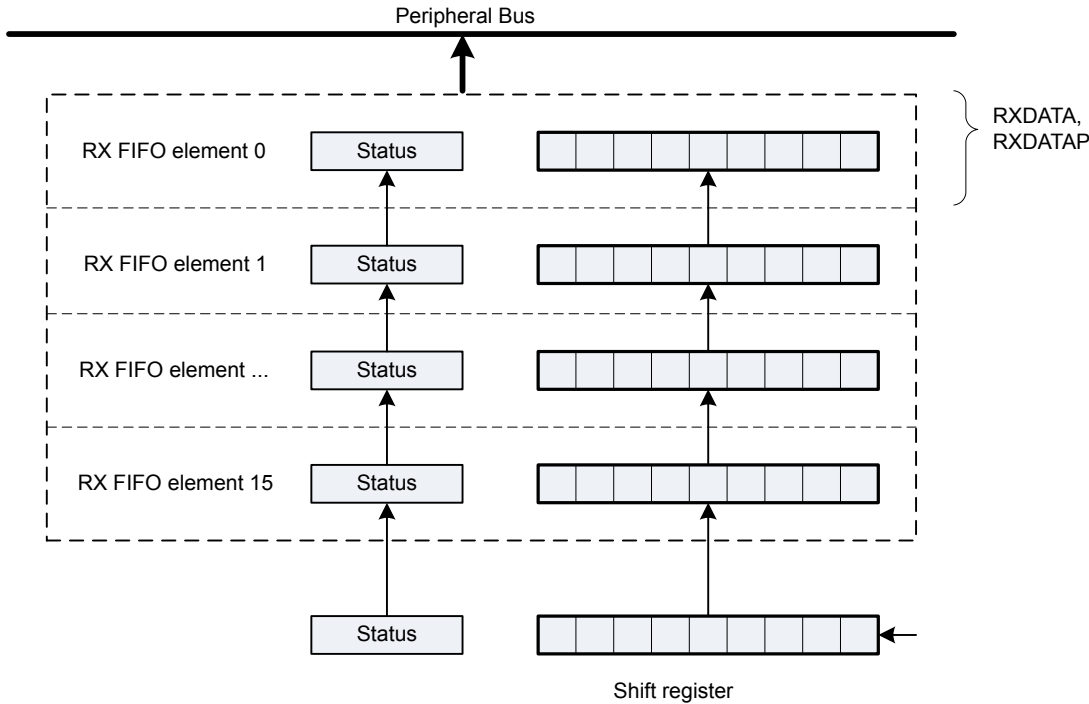 Peripheral Bus
RX FIFO element 0
Status
RXDATA,
RXDATAP
RX FIFO element 1
Status
RX FIFO element ...
Status
RX FIFO element 15
Status
Status
Shift register